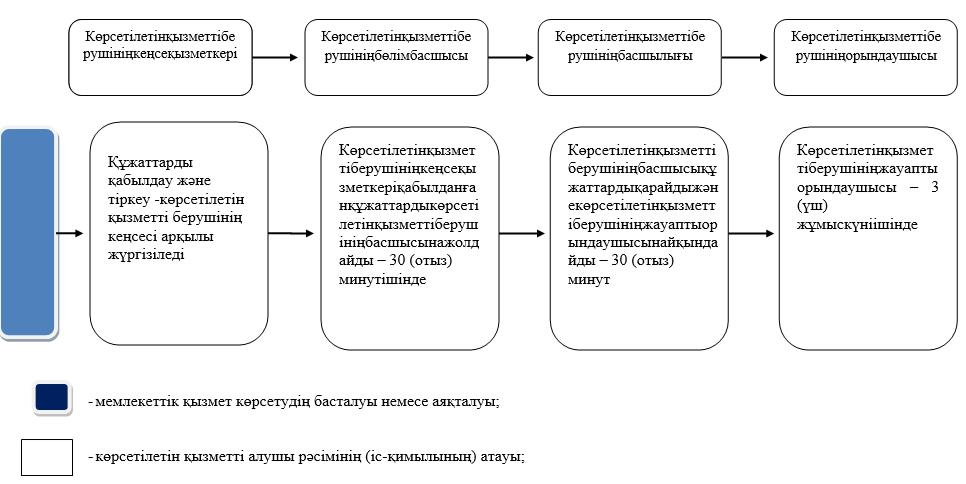 Көрсетілетінқызметтібе
рушініңкеңсеқызметкері
Көрсетілетінқызметтібе
рушініңбөлімбасшысы
Көрсетілетінқызметтібе
рушініңбасшылығы
Көрсетілетінқызметтібе
рушініңорындаушысы
Құжаттарды
қабылдау және
тіркеу -көрсетілетін
қызметті берушінің
кеңсесі арқылы
жүргізіледі
Көрсетілетінқызмет
тіберушініңкеңсеқы
зметкеріқабылданға
нқұжаттардыкөрсеті
летінқызметтіберуш
ініңбасшысынажолд
айды – 30 (отыз)
минутішінде
Көрсетілетінқызметті
берушініңбасшысықұ
жаттардықарайдыжән
екөрсетілетінқызметт
іберушініңжауаптыор
ындаушысынайқында
йды – 30 (отыз)
минут
Көрсетілетінқызмет
тіберушініңжауапты
орындаушысы – 3
(үш)
жұмыскүніішінде
- мемлекеттік қызмет көрсетудің басталуы немесе аяқталуы;
- көрсетілетін қызметті алушы рәсімінің (іс-қимылының) атауы;